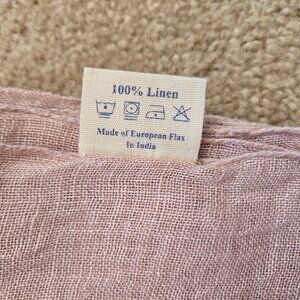 100% Linen
Made of European Flax
In India